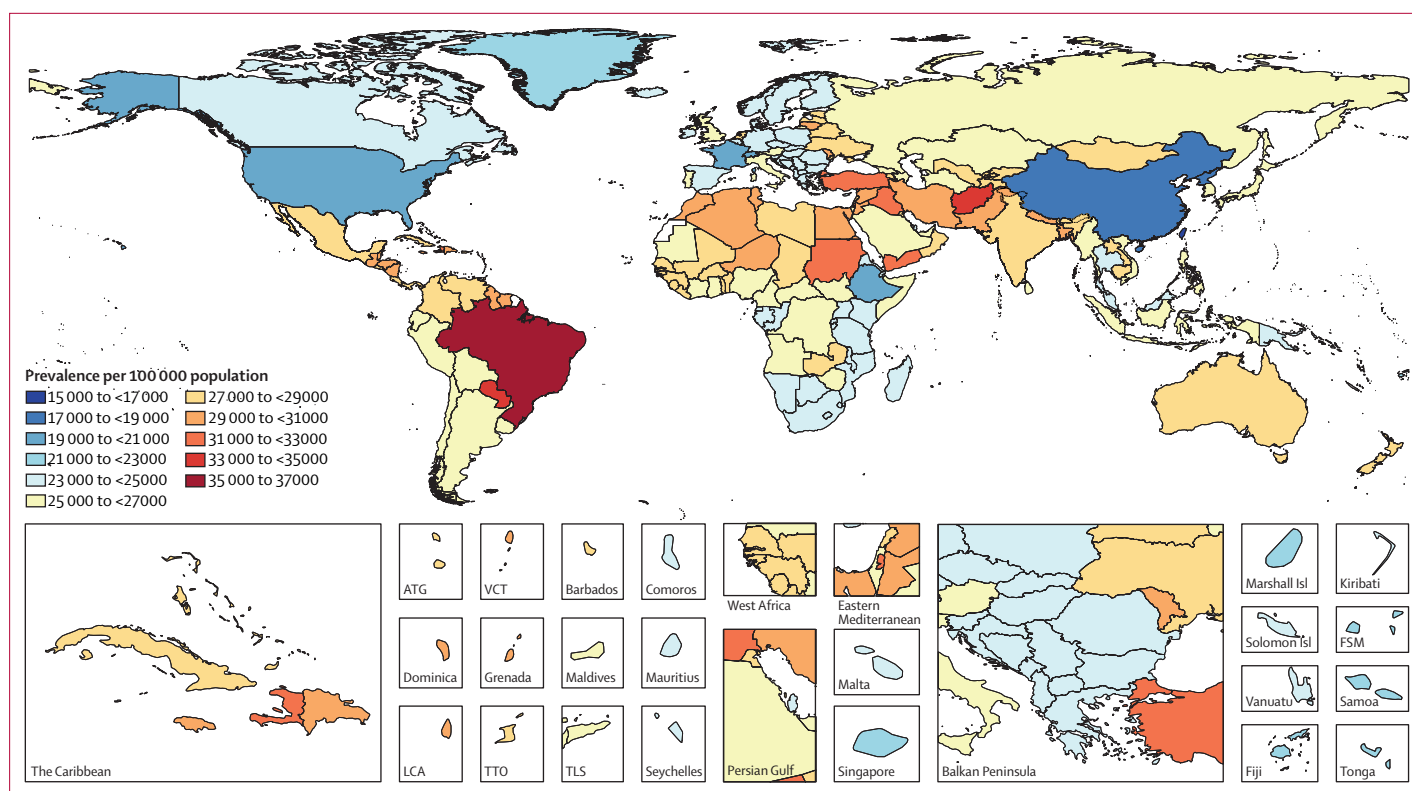 Prevalence per 100 000 population
15 000 to <17 000
17 000 to <19 000
19 000 to <21 000
21 000 to <23000
23 000 to <25000
25 000 to <27000
27 000 to <29000
29 000 to <31000
31 000 to <33000
33 000 to <35000
35 000 to 37000
The Caribbean
ATG
VCT
Barbados
Comoros
Dominica
Grenada
Maldives
Mauritius
LCA
TTO
TLS
Seychelles
West Africa
Eastern
Mediterranean
Persian Gulf
Malta
Singapore
Balkan Peninsula
Marshall Isl
Kiribati
Solomon Isl
FSM
Vanuatu
Samoa
Fiji
Tonga